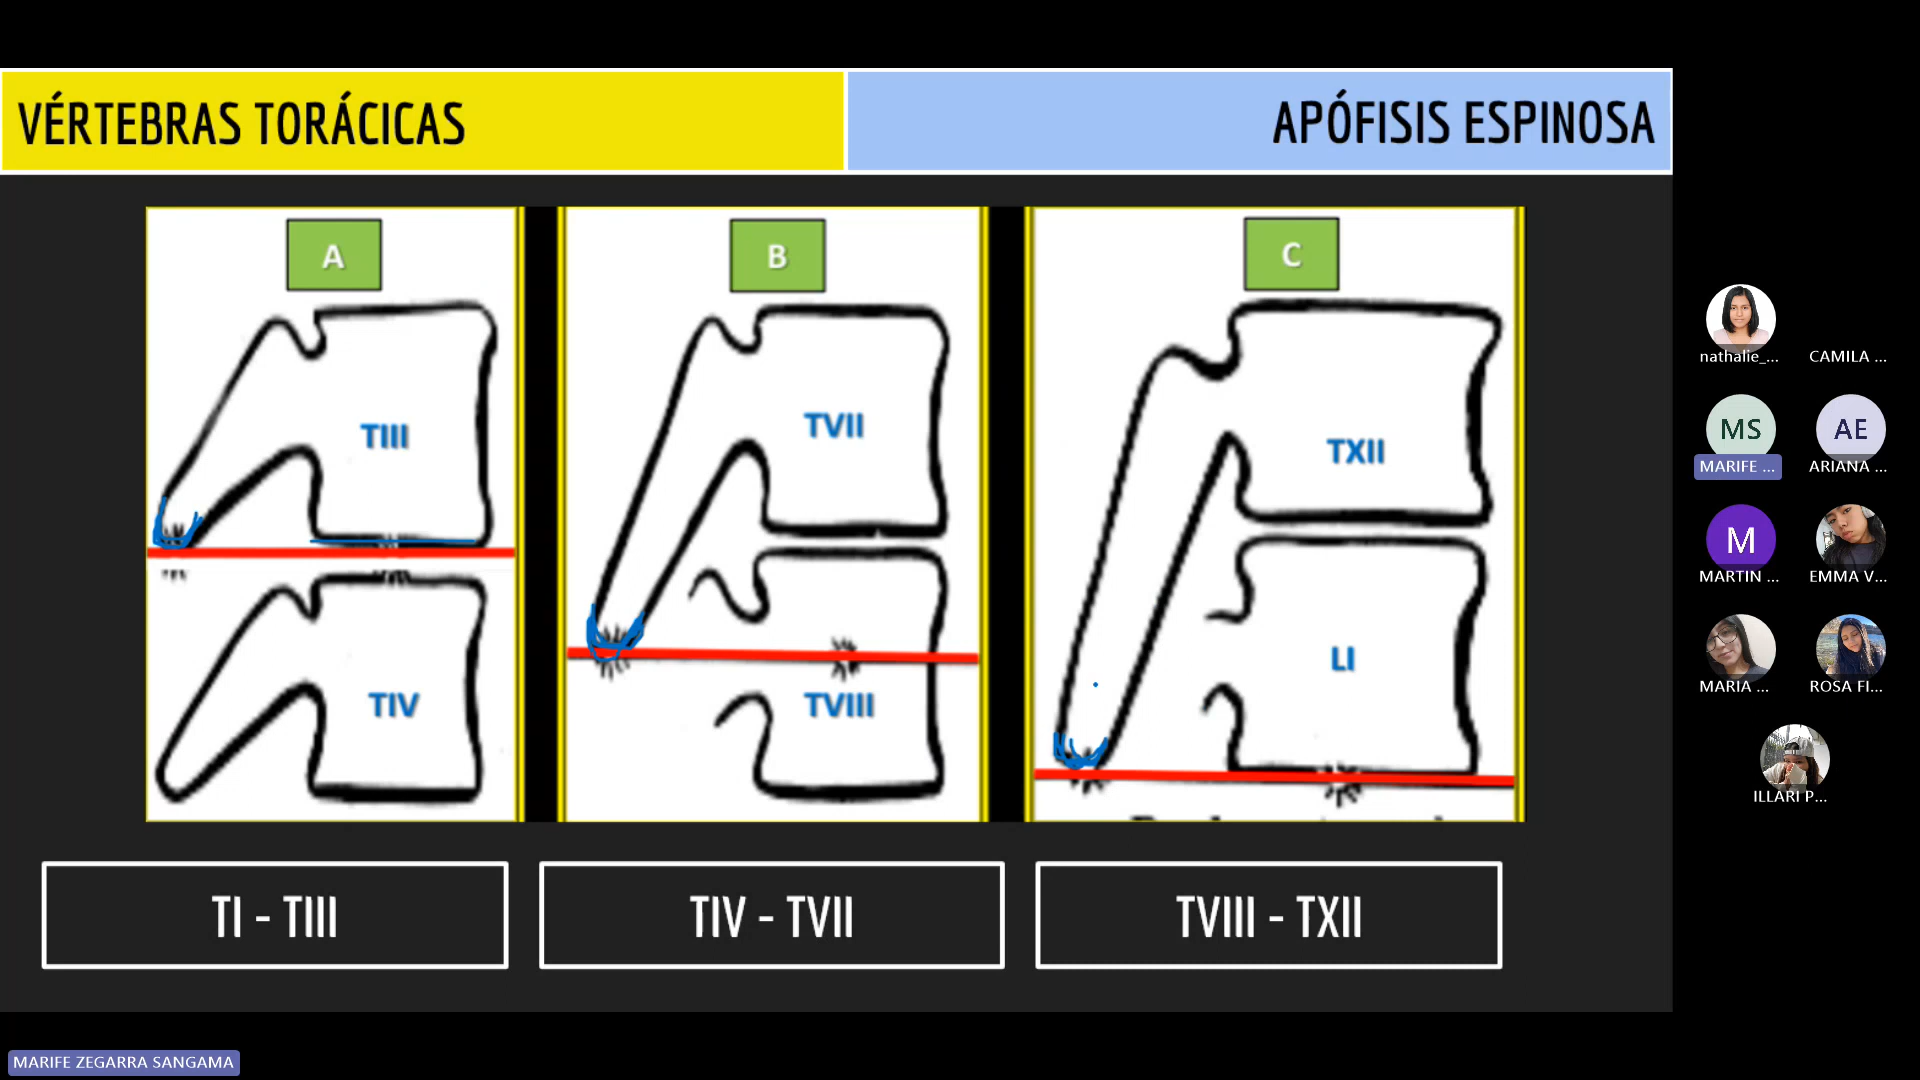 VÉRTEBRAS TORÁCICAS
APÓFISIS ESPINOSA
A
B
C
TIII
TVII
TXII
TIV
TVIII
LI
TI - TIII
TIV - TVII
TVIII - TXII
nathalie_...
CAMILA ...
MS
MARIFE ...
AE
ARIANA ...
M
MARTIN ...
EMMA V...
MARIA ...
ROSA FI...
ILLARI P...
MARIFE ZEGARRA SANGAMA